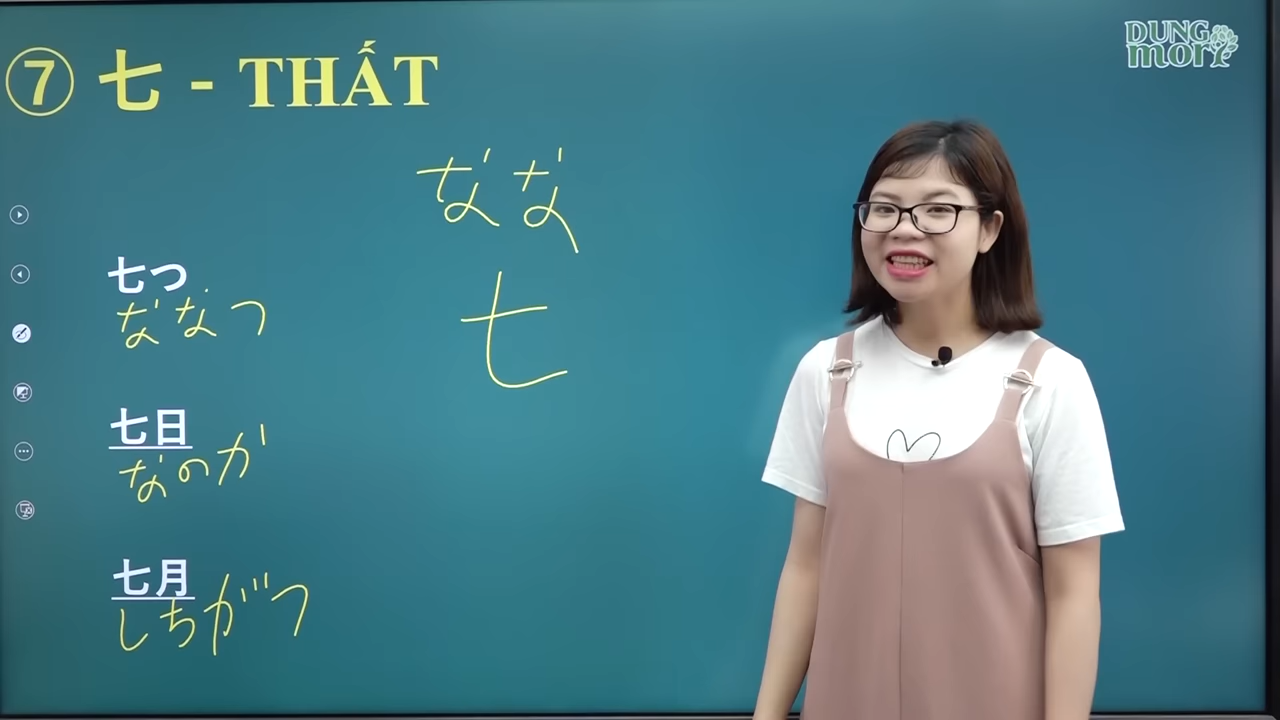 ⑦ 七 - THẤT
DUNG
mori
なな
七
七つ
ななつ
七日
なのか
七月
しちがつ